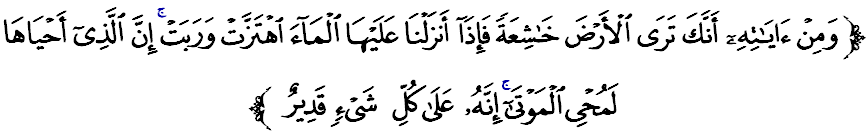 ﴿ وَمِنْ ءَايَـٰتِهِۦٓ أَنَّكَ تَرَى ٱلْأَرْضَ خَـٰشِعَةً فَإِذَآ أَنزَلْنَا عَلَيْهَا ٱلْمَآءَ ٱهْتَزَّتْ وَرَبَتْ ۚ إِنَّ ٱلَّذِىٓ أَحْيَاهَا
لَمُحْىِ ٱلْمَوْتَىٰٓ ۚ إِنَّهُۥ عَلَىٰ كُلِّ شَىْءٍ قَدِيرٌ ﴾